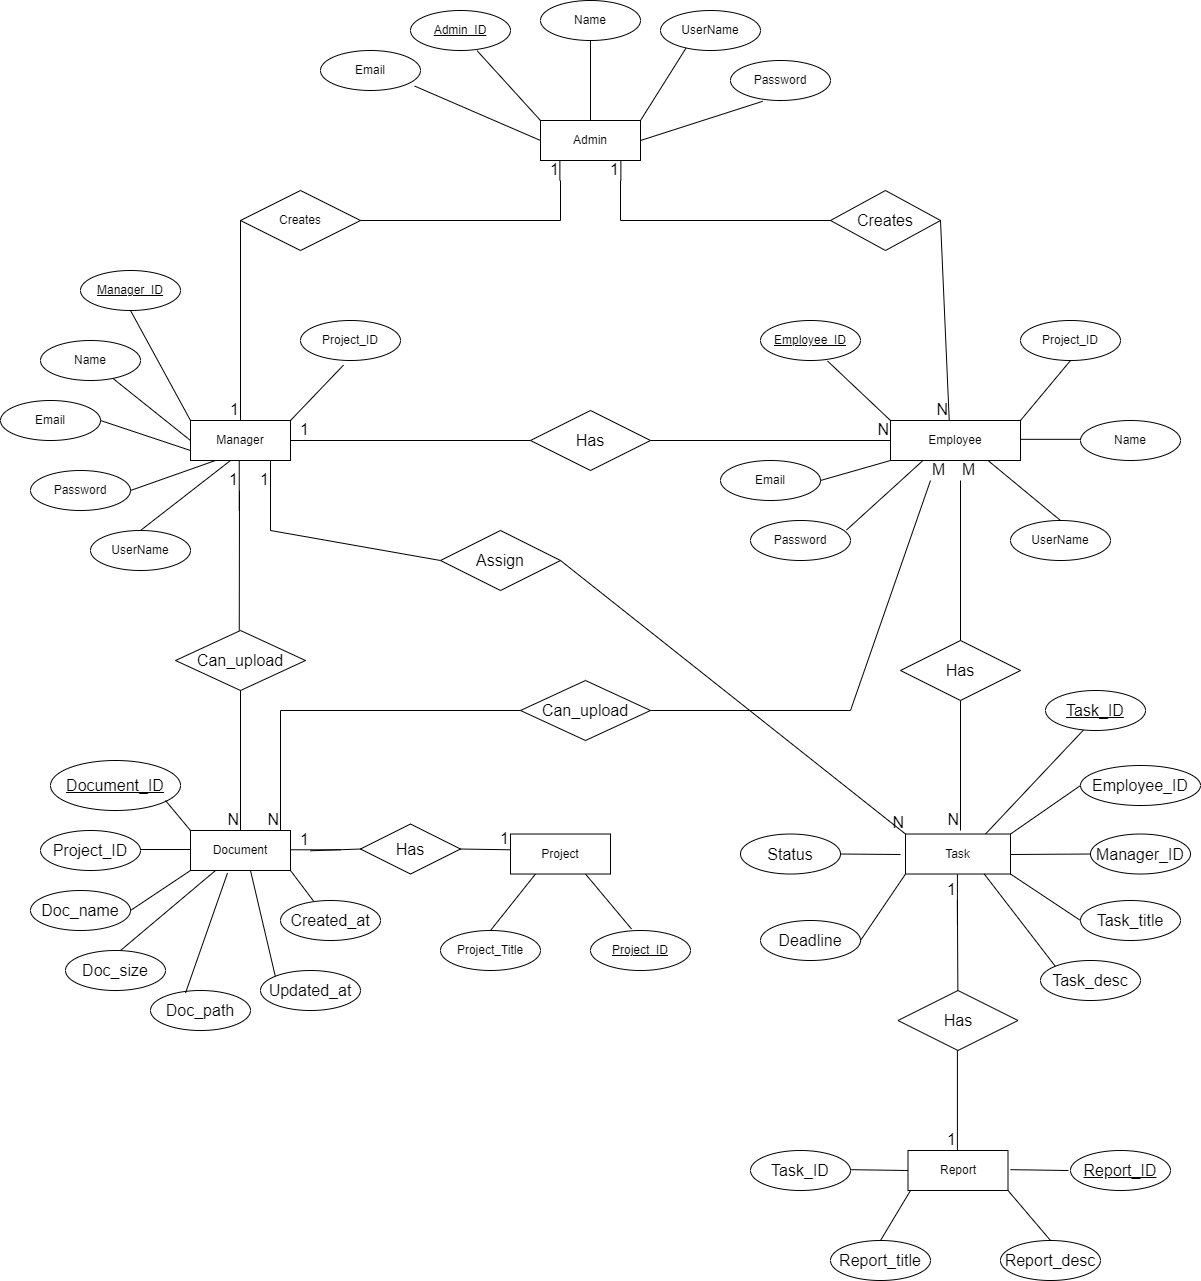 Name
Admin_ID
UserName
Email
Password
Admin
1
1
Creates
Creates
Manager_ID
Project_ID
Employee_ID
Project_ID
Name
1
N
Email
Manager
1
Has
N
Employee
Name
1
1
M
M
Password
Email
UserName
Password
UserName
Assign
Can_upload
Has
Can_upload
Task_ID
Document_ID
Employee_ID
N
N
N
N
1
1
Project_ID
Document
Has
Project
Status
Task
Manager_ID
1
Doc_name
Created_at
Task_title
Deadline
Project_Title
Project_ID
Doc_size
Task_desc
Updated_at
Doc_path
Has
1
Task_ID
Report
Report_ID
Report_title
Report_desc